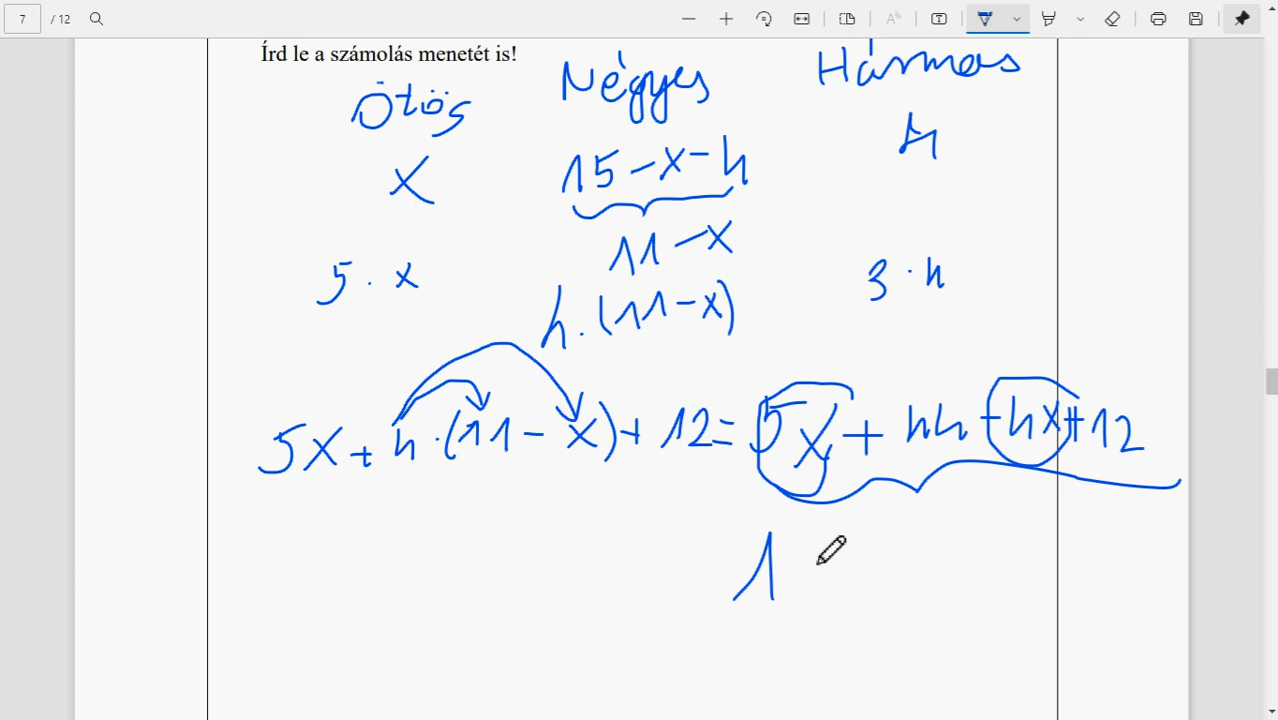 7 / 12
Írd le a számolás menetét is!
Ötös Négyes Hármas
x 15-x-4 4
11-x
5·x 4·(11-x) 3·4
5x+4·(11-x)+12=5x+44-4x+12
1